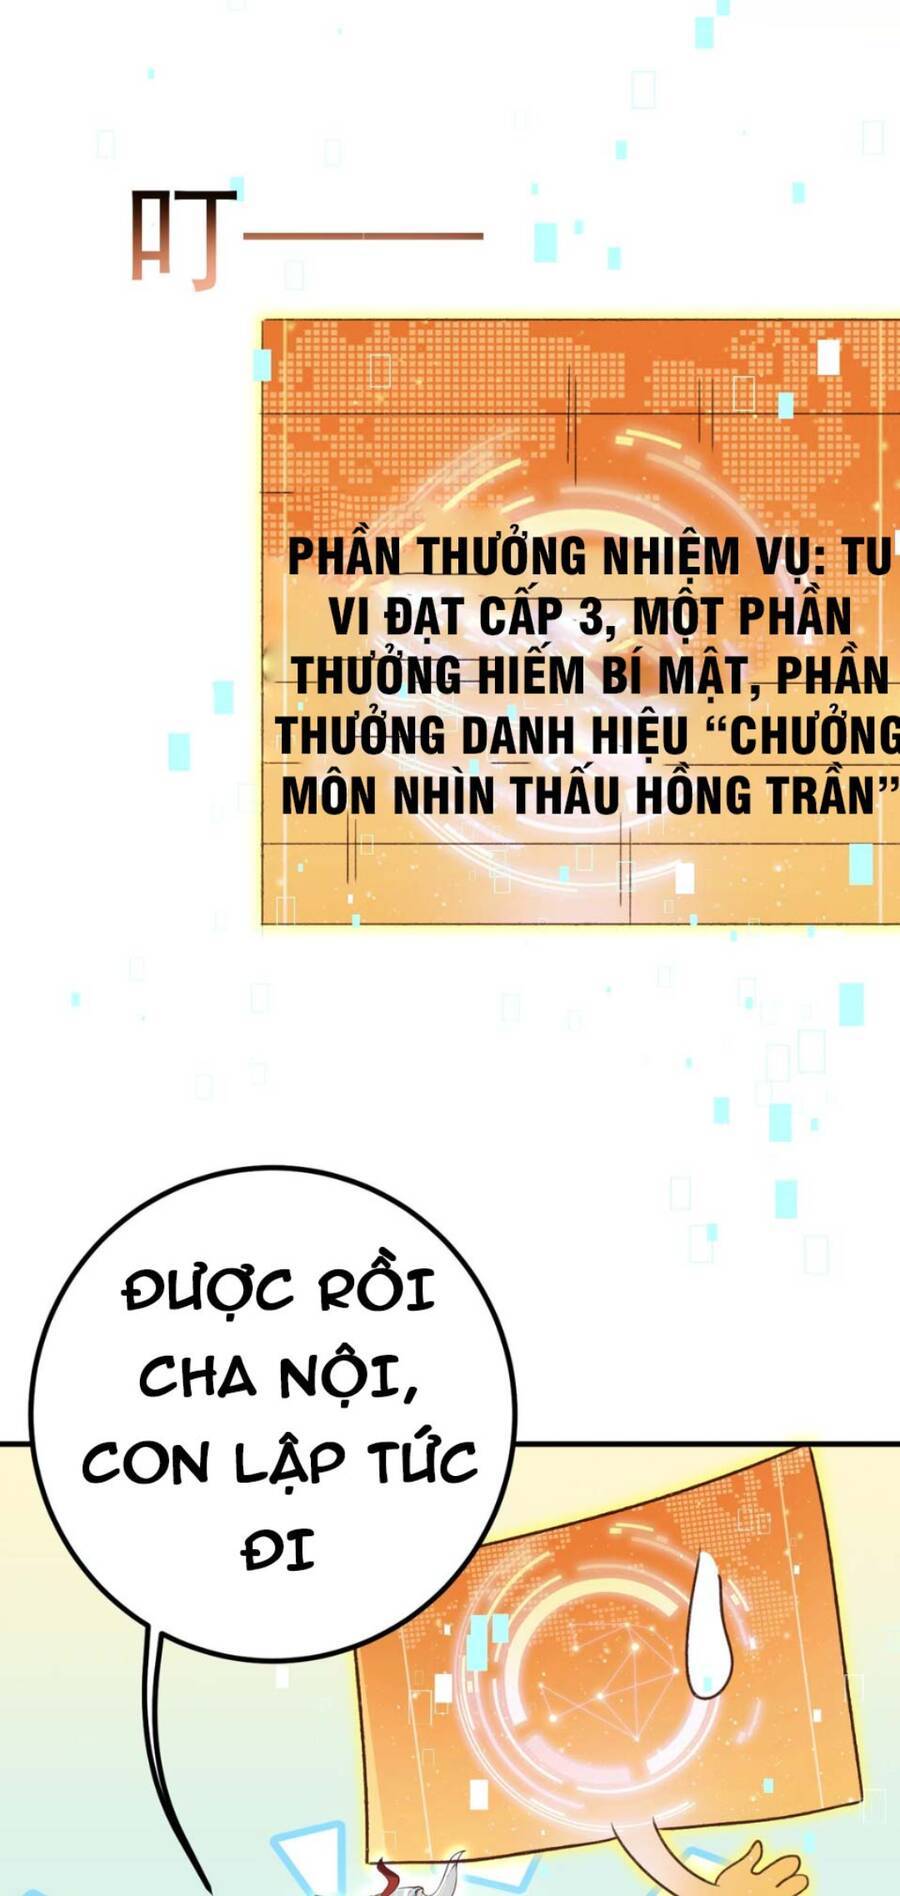 叮——
PHẦN THƯỞNG NHIỆM VỤ: TU
VI ĐẠT CẤP 3, MỘT PHẦN
THƯỞNG HIẾM BÍ MẬT, PHẦN
THƯỞNG DANH HIỆU “CHƯỞNG
MÔN NHÌN THẤU HỒNG TRẦN”
ĐƯỢC RỒI
CHA NỘI,
CON LẬP TỨC
ĐI